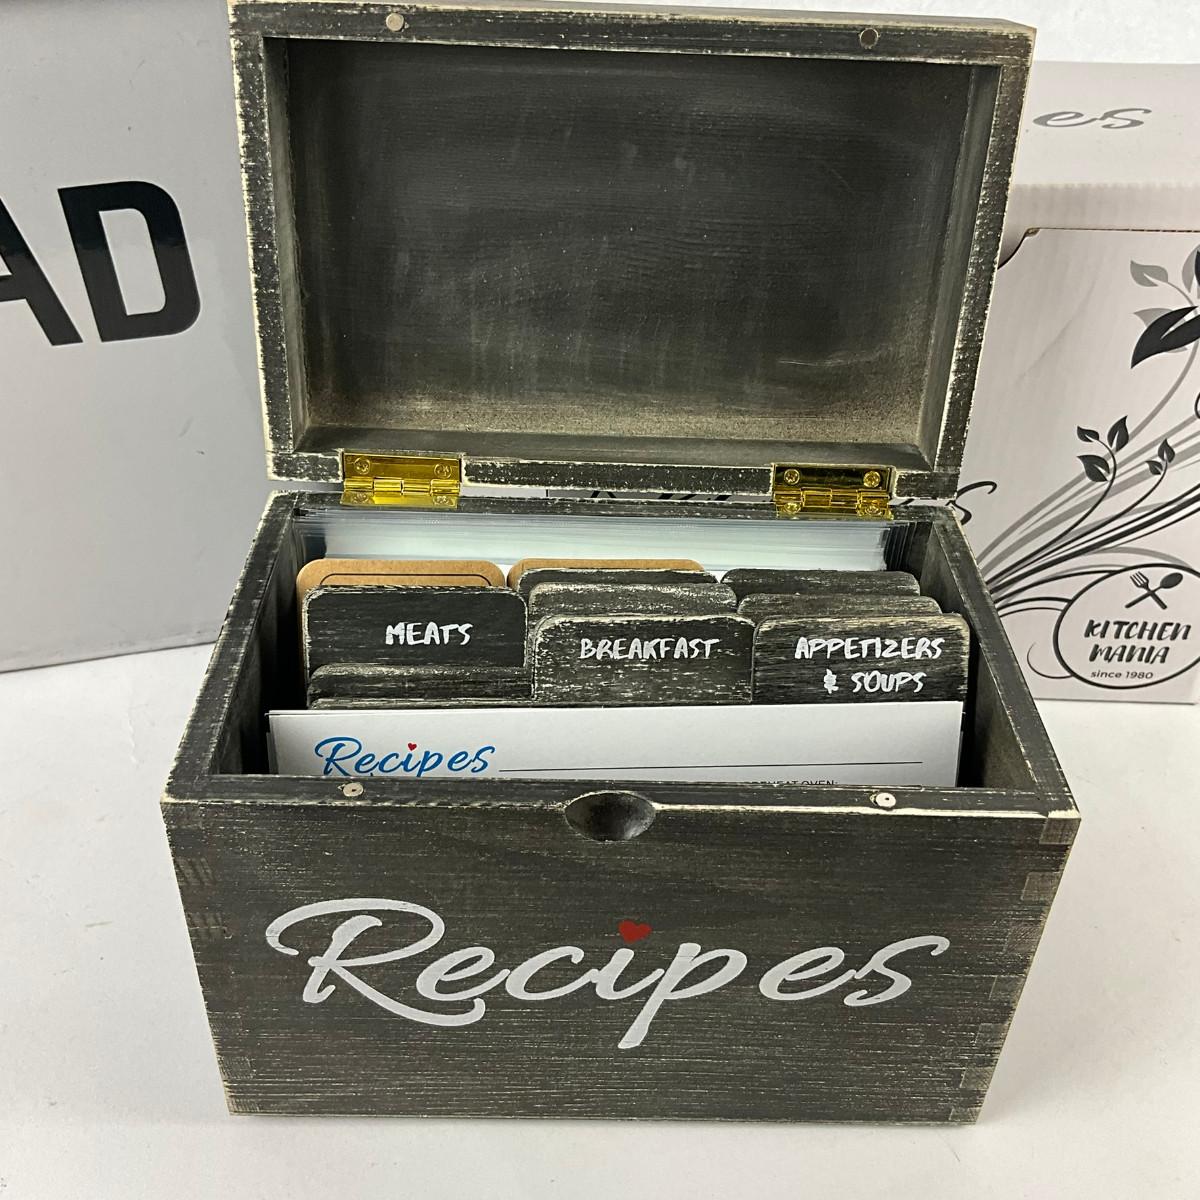 AD
es
MEATS
BREAKFAST
APPETIZERS
& SOUPS
Recipes
Recipes
KITCHEN
MANIA
since 1980